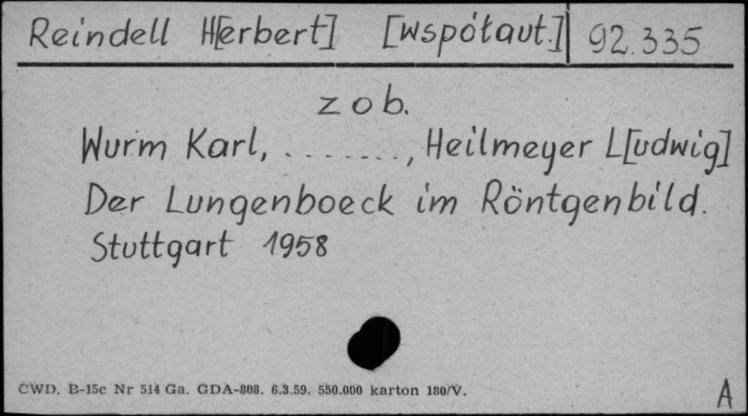 Reindell H[erbert] [współaut.] 92.335
zob.
Wurm Karl, ........, Heilmeyer L[udwig]
Der Lungenboeck im Röntgenbild.
Stuttgart 1958
CWD. B-15c Nr 514 Ga. GDA-808. 6.3.59. 550.000 karton 180/V.
A